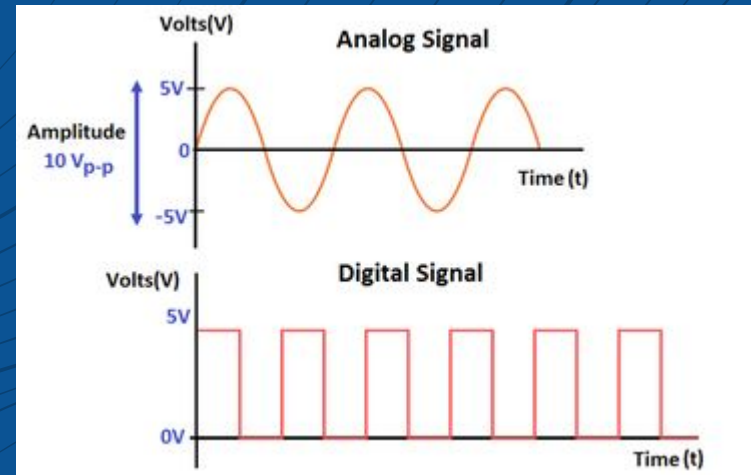 Volts(V)
Analog Signal
5V
Amplitude
10 Vp-p
0
Time (t)
-5V
Volts(V)
Digital Signal
5V
0V
Time (t)